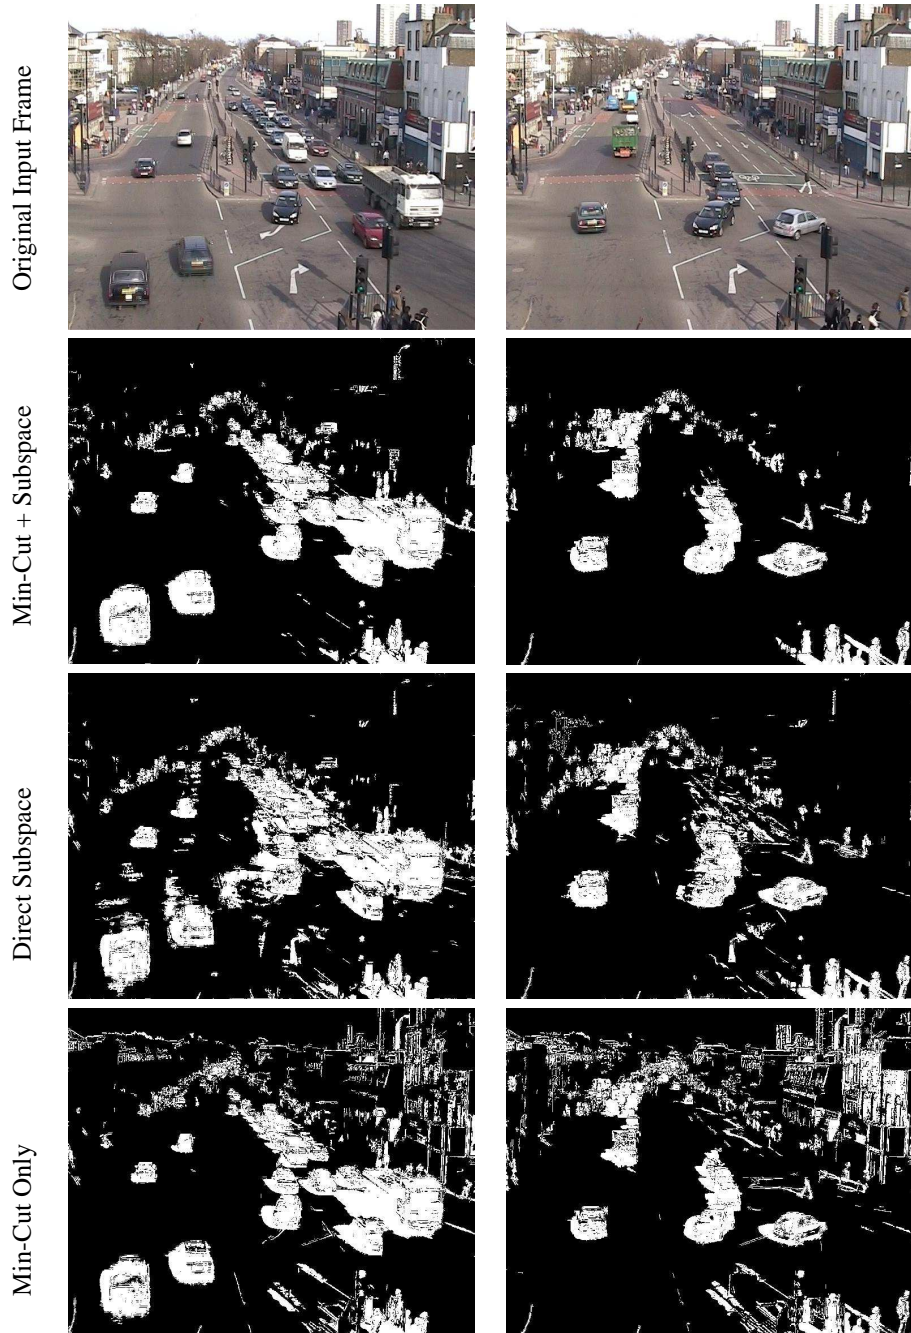 Original Input Frame
Min-Cut + Subspace
Direct Subspace
Min-Cut Only